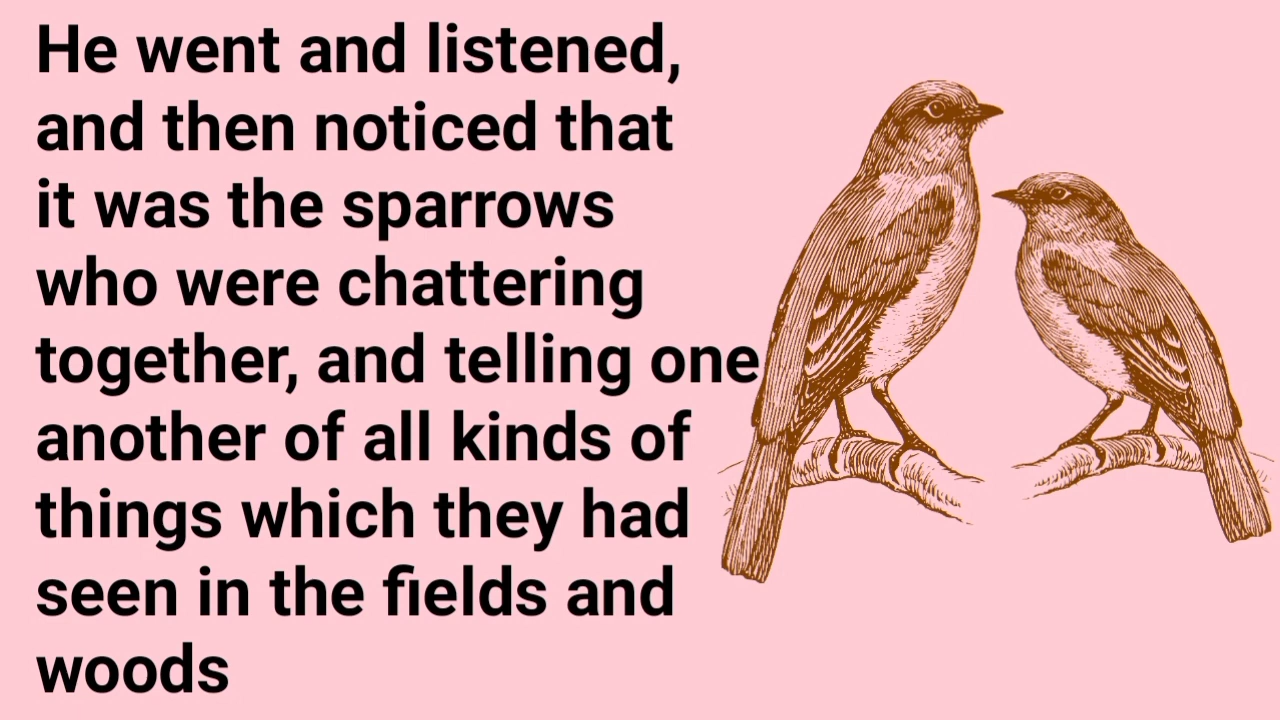 He went and listened,
and then noticed that
it was the sparrows
who were chattering
together, and telling one
another of all kinds of
things which they had
seen in the fields and
woods